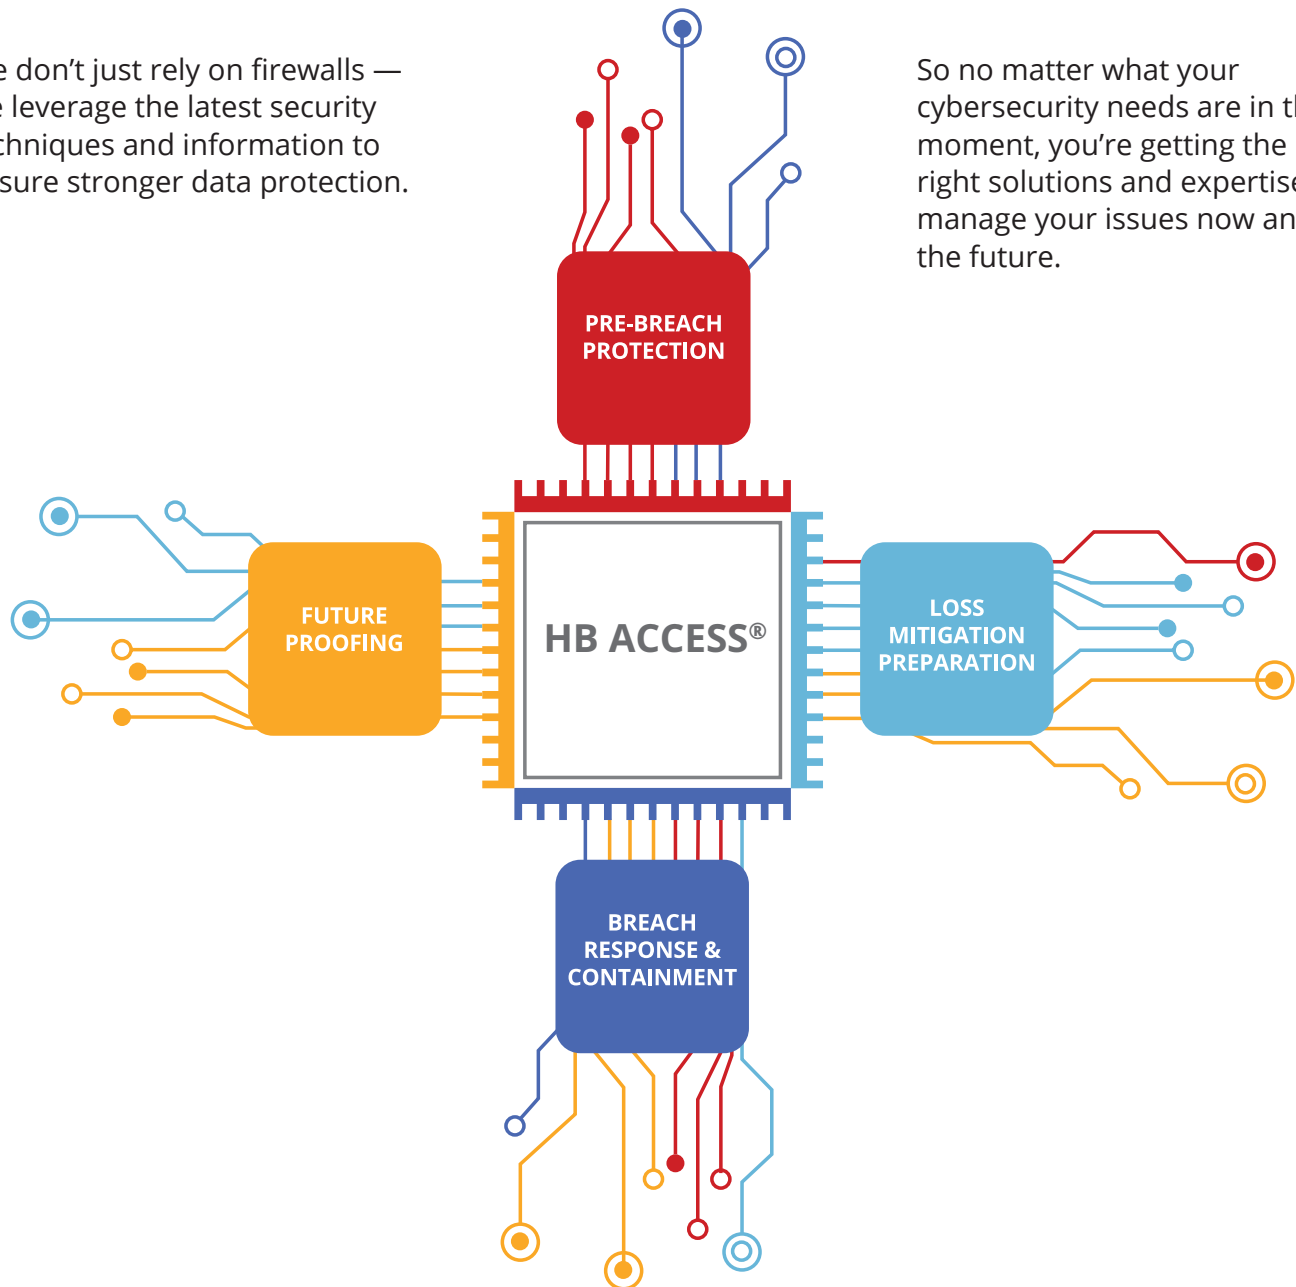 e don’t just rely on firewalls —
e leverage the latest security
chniques and information to
sure stronger data protection.
So no matter what your
cybersecurity needs are in th
moment, you’re getting the
right solutions and expertise
manage your issues now an
the future.
PRE-BREACH
PROTECTION
FUTURE
PROOFING
HB ACCESS®
LOSS
MITIGATION
PREPARATION
BREACH
RESPONSE &
CONTAINMENT